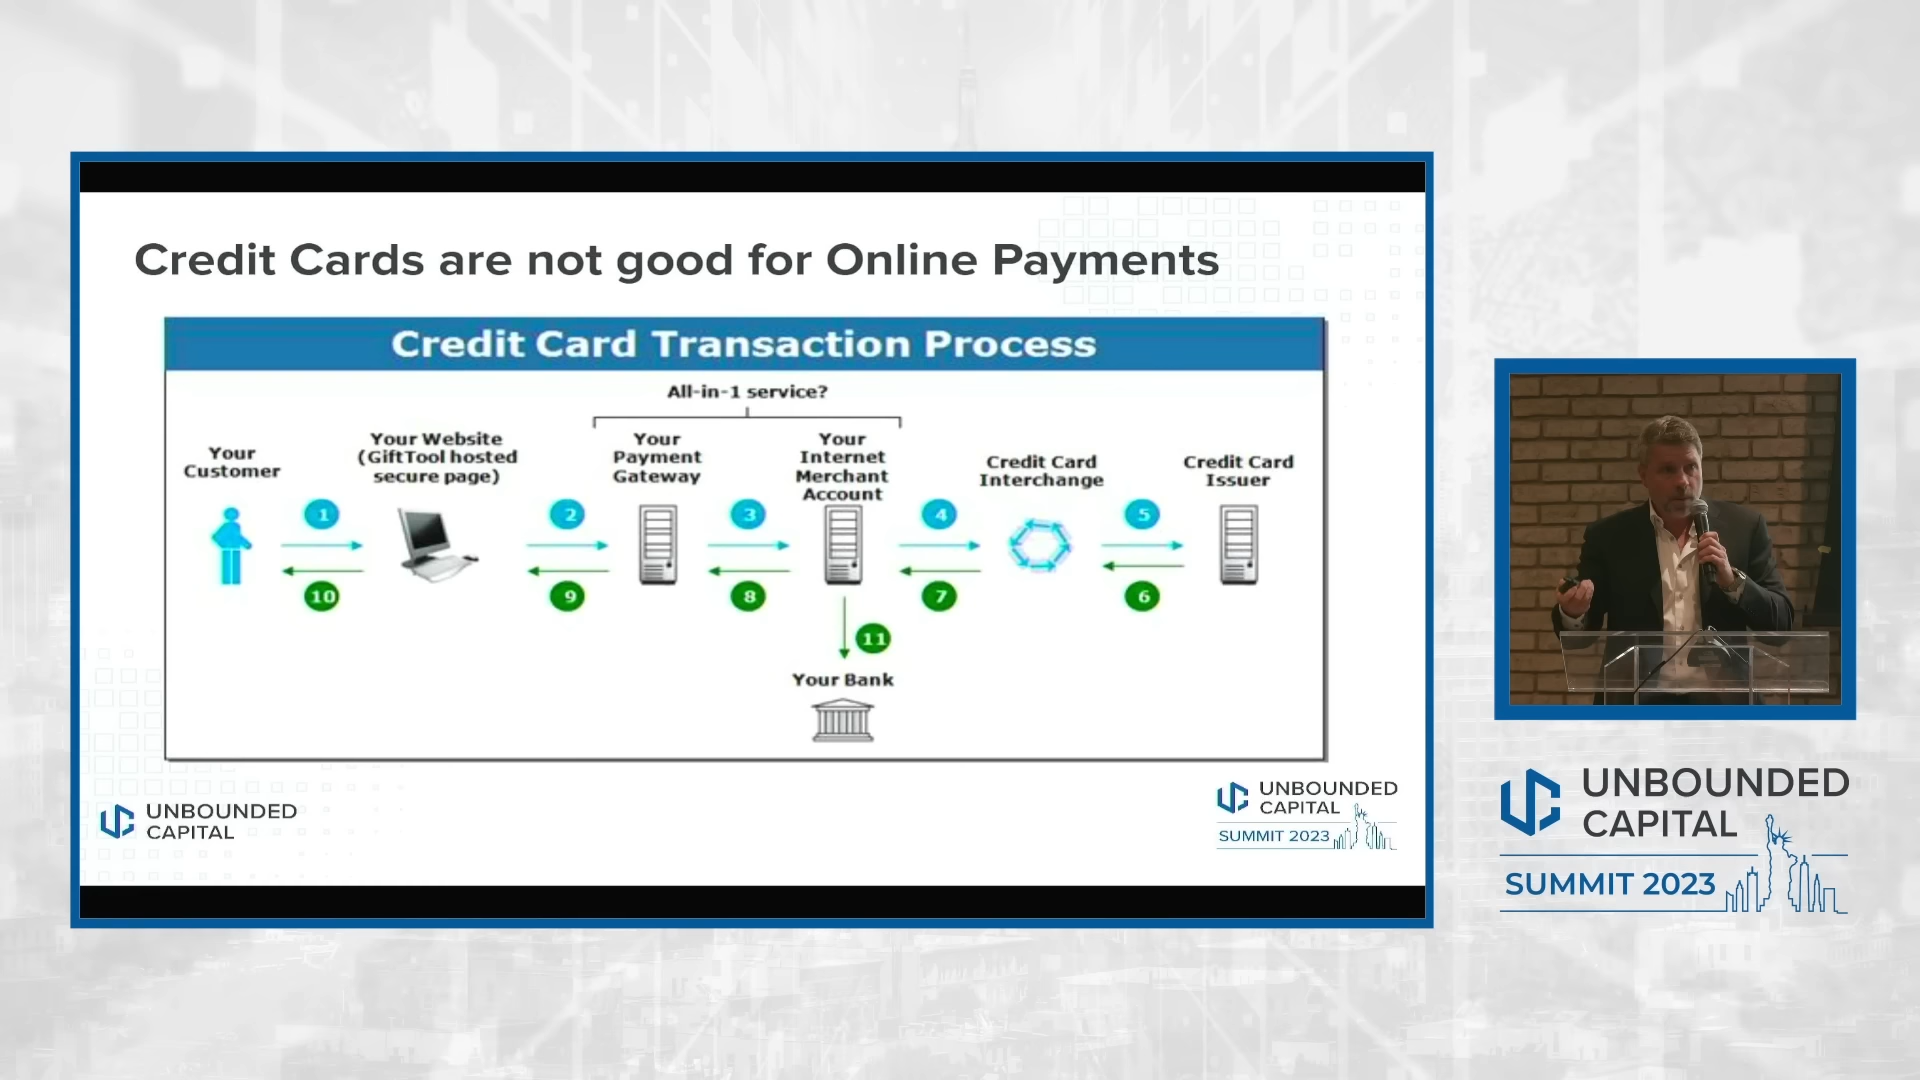 Credit Cards are not good for Online Payments
Credit Card Transaction Process
All-in-1 service?
Your
Customer
Your Website
(GiftTool hosted
secure page)
Your
Payment
Gateway
Your
Internet
Merchant
Account
Credit Card
Interchange
Credit Card
Issuer
1
2
3
4
5
10
9
8
7
6
11
Your Bank
UNBOUNDED
CAPITAL
UNBOUNDED
CAPITAL
SUMMIT 2023
UNBOUNDED
CAPITAL
SUMMIT 2023